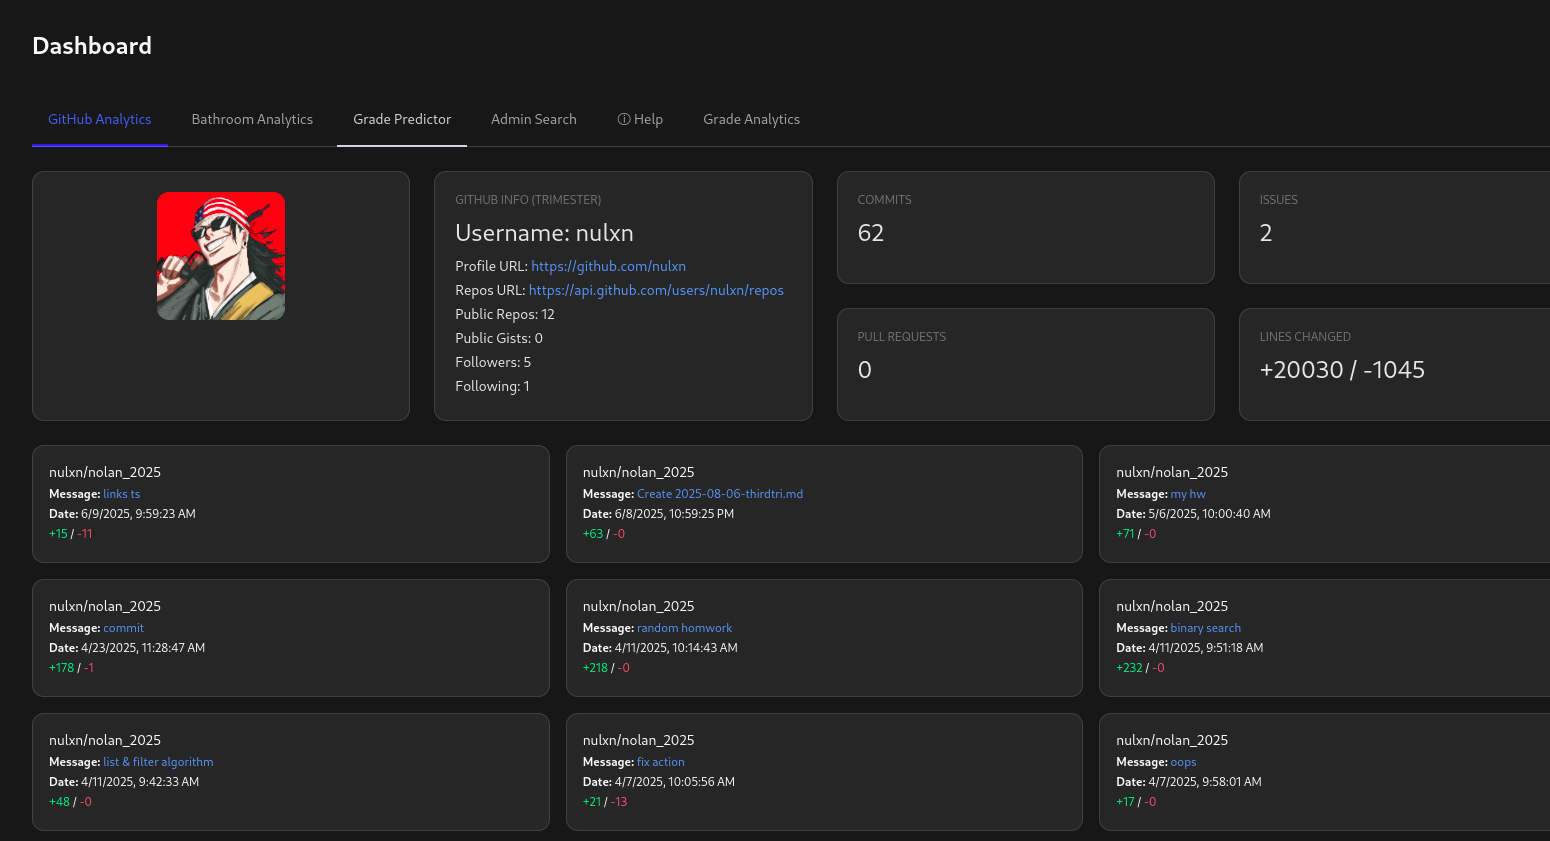 Dashboard
GitHub Analytics
Bathroom Analytics
Grade Predictor
Admin Search
ⓘ Help
Grade Analytics
GITHUB INFO (TRIMESTER)
Username: nulxn
Profile URL: https://github.com/nulxn
Repos URL: https://api.github.com/users/nulxn/repos
Public Repos: 12
Public Gists: 0
Followers: 5
Following: 1
COMMITS
62
ISSUES
2
PULL REQUESTS
0
LINES CHANGED
+20030 / -1045
nulxn/nolan_2025
Message: links ts
Date: 6/9/2025, 9:59:23 AM
+15 / -11
nulxn/nolan_2025
Message: Create 2025-08-06-thirdtri.md
Date: 6/8/2025, 10:59:25 PM
+63 / -0
nulxn/nolan_2025
Message: my hw
Date: 5/6/2025, 10:00:40 AM
+71 / -0
nulxn/nolan_2025
Message: commit
Date: 4/23/2025, 11:28:47 AM
+178 / -1
nulxn/nolan_2025
Message: random homwork
Date: 4/11/2025, 10:14:43 AM
+218 / -0
nulxn/nolan_2025
Message: binary search
Date: 4/11/2025, 9:51:18 AM
+232 / -0
nulxn/nolan_2025
Message: list & filter algorithm
Date: 4/11/2025, 9:42:33 AM
+48 / -0
nulxn/nolan_2025
Message: fix action
Date: 4/7/2025, 10:05:56 AM
+21 / -13
nulxn/nolan_2025
Message: oops
Date: 4/7/2025, 9:58:01 AM
+17 / -0